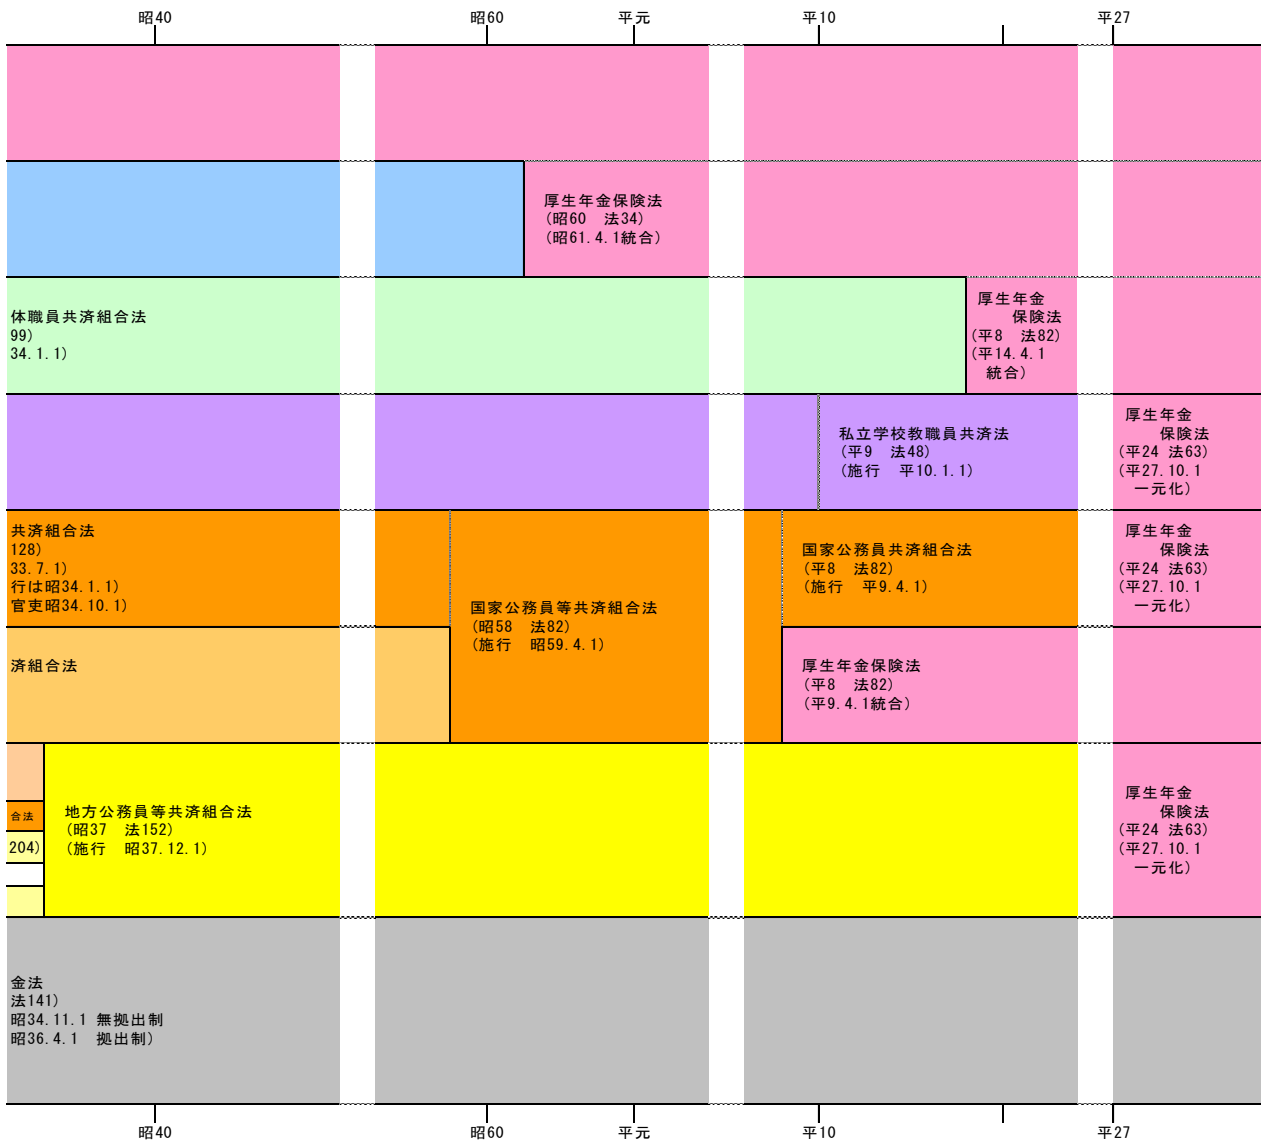 昭40 昭60 平元 平10 平27
厚生年金保険法
(昭60 法34)
(昭61.4.1統合)
体職員共済組合法
99)
34.1.1)
厚生年金
保険法
(平8 法82)
(平14.4.1
統合)
私立学校教職員共済法
(平9 法48)
(施行 平10.1.1)
厚生年金
保険法
(平24 法63)
(平27.10.1
一元化)
共済組合法
128)
33.7.1)
行は昭34.1.1)
官吏昭34.10.1)
国家公務員等共済組合法
(昭58 法82)
(施行 昭59.4.1)
国家公務員共済組合法
(平8 法82)
(施行 平9.4.1)
厚生年金
保険法
(平24 法63)
(平27.10.1
一元化)
済組合法
厚生年金保険法
(平8 法82)
(平9.4.1統合)
合法
204)
地方公務員等共済組合法
(昭37 法152)
(施行 昭37.12.1)
厚生年金
保険法
(平24 法63)
(平27.10.1
一元化)
金法
法141)
昭34.11.1 無拠出制
昭36.4.1 拠出制)
昭40 昭60 平元 平10 平27